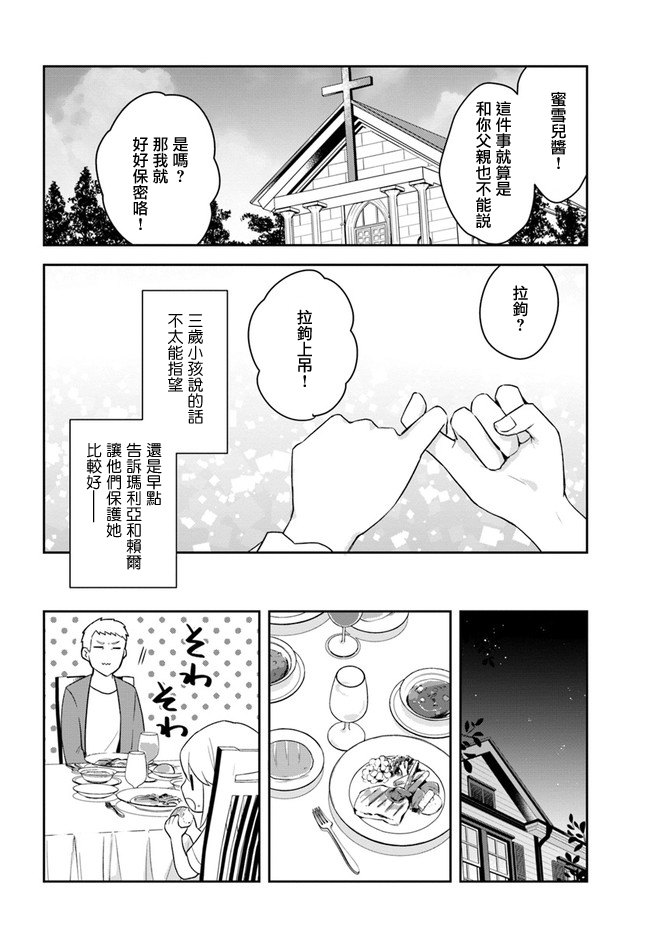 蜜雪兒醬！
這件事就算是
和你父親也不能說
是嗎？
那我就
好好保密咯！
拉鉤？
拉鉤上吊！
三歲小孩說的話
不太能指望
還是早點
告訴瑪利亞和賴爾
讓他們保護她
比較好——
そわ
そわ